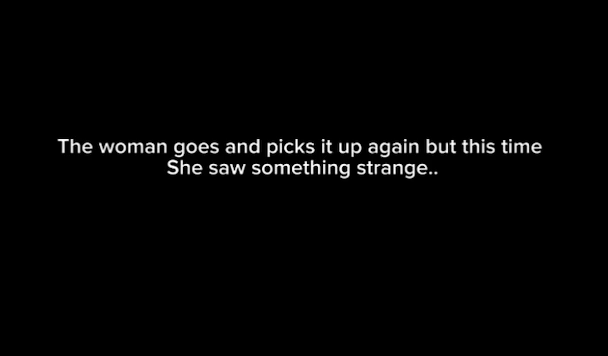 The woman goes and picks it up again but this time
She saw something strange..